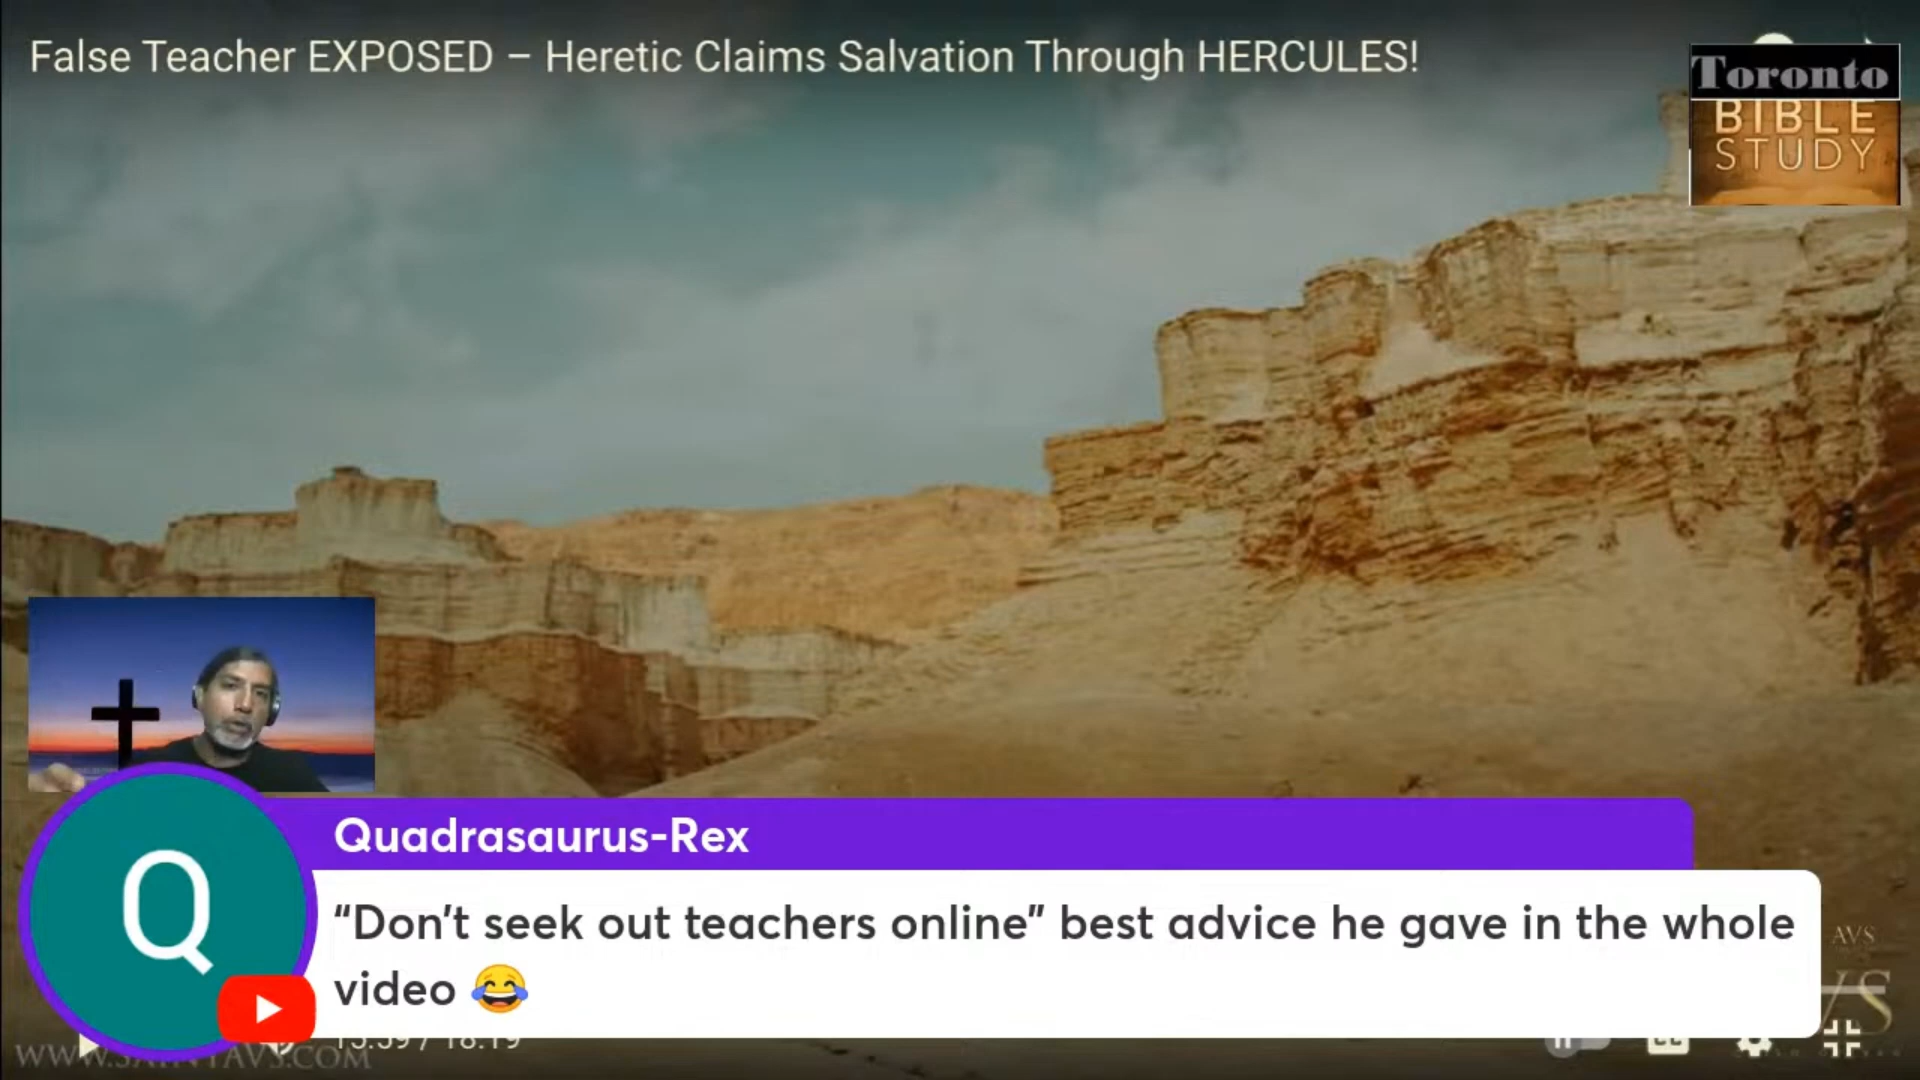 False Teacher EXPOSED – Heretic Claims Salvation Through HERCULES!
Toronto
BIBLE
STUDY
Quadrasaurus-Rex
“Don’t seek out teachers online” best advice he gave in the whole
video 😂
Q
AVS